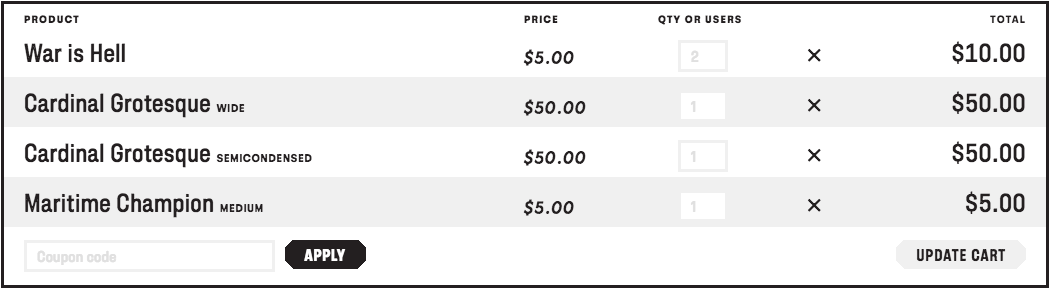 PRODUCT PRICE QTY OR USERS TOTAL
War is Hell $5.00 2 × $10.00
Cardinal Grotesque WIDE $50.00 1 × $50.00
Cardinal Grotesque SEMICONDENSED $50.00 1 × $50.00
Maritime Champion MEDIUM $5.00 1 × $5.00
Coupon code APPLY UPDATE CART